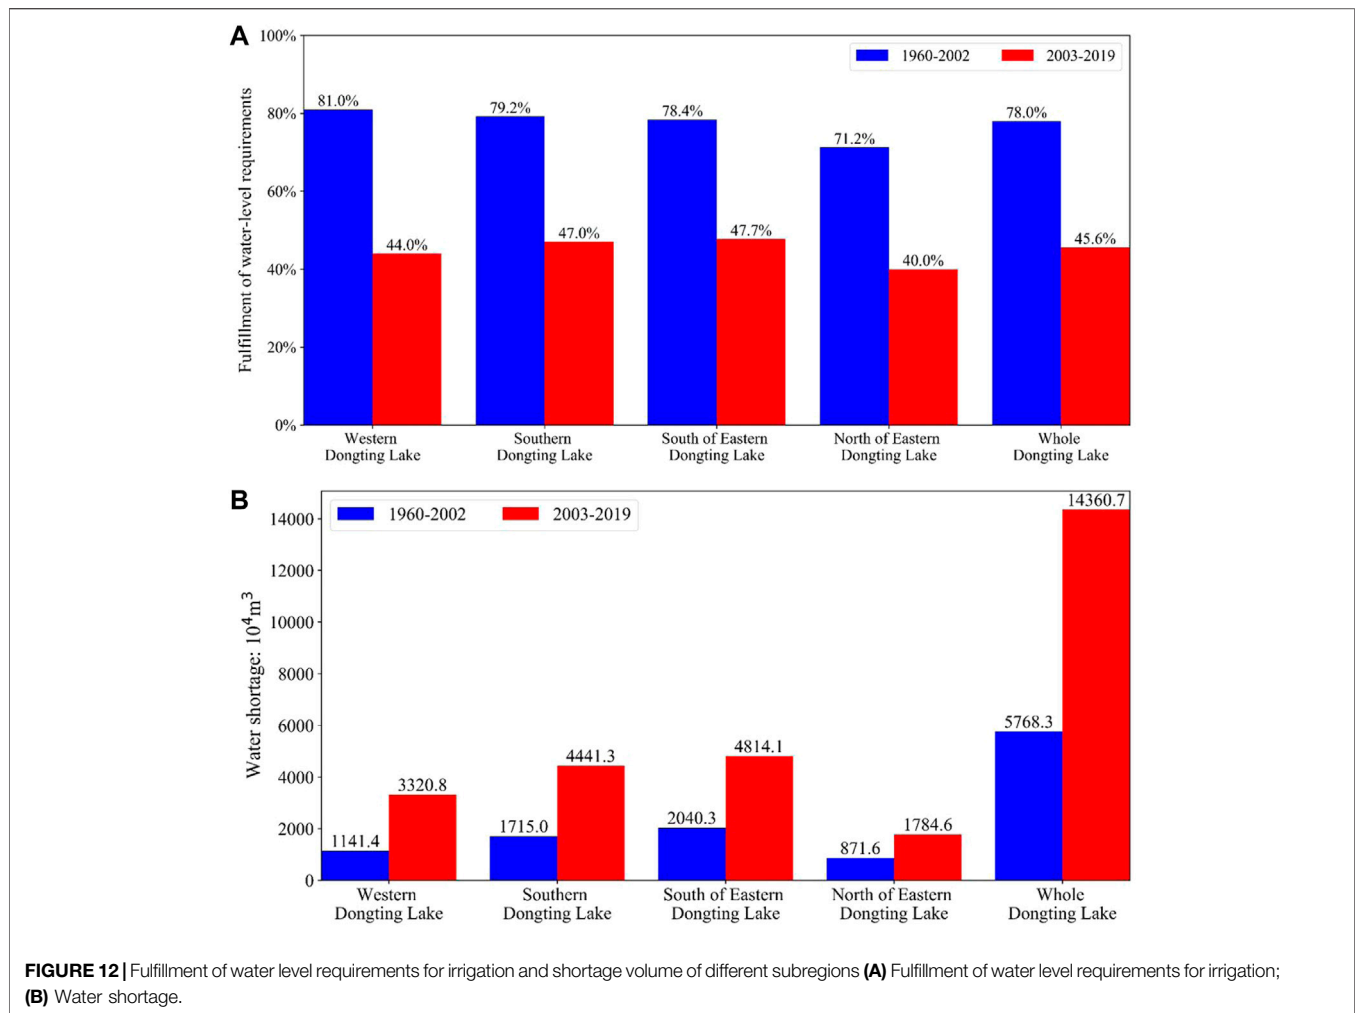 A
100%
80%
60%
40%
20%
0%
Fulfillment of water-level requirements
1960-2002 2003-2019
81.0% 79.2% 78.4% 71.2% 78.0%
44.0% 47.0% 47.7% 40.0% 45.6%
Western Southern South of Eastern North of Eastern Whole
Dongting Lake Dongting Lake Dongting Lake Dongting Lake Dongting Lake
B
14000
12000
10000
8000
6000
4000
2000
0
Water shortage: 10⁴m³
1960-2002 2003-2019
1141.4 1715.0 2040.3 871.6 5768.3
3320.8 4441.3 4814.1 1784.6 14360.7
Western Southern South of Eastern North of Eastern Whole
Dongting Lake Dongting Lake Dongting Lake Dongting Lake Dongting Lake
FIGURE 12 | Fulfillment of water level requirements for irrigation and shortage volume of different subregions (A) Fulfillment of water level requirements for irrigation;
(B) Water shortage.